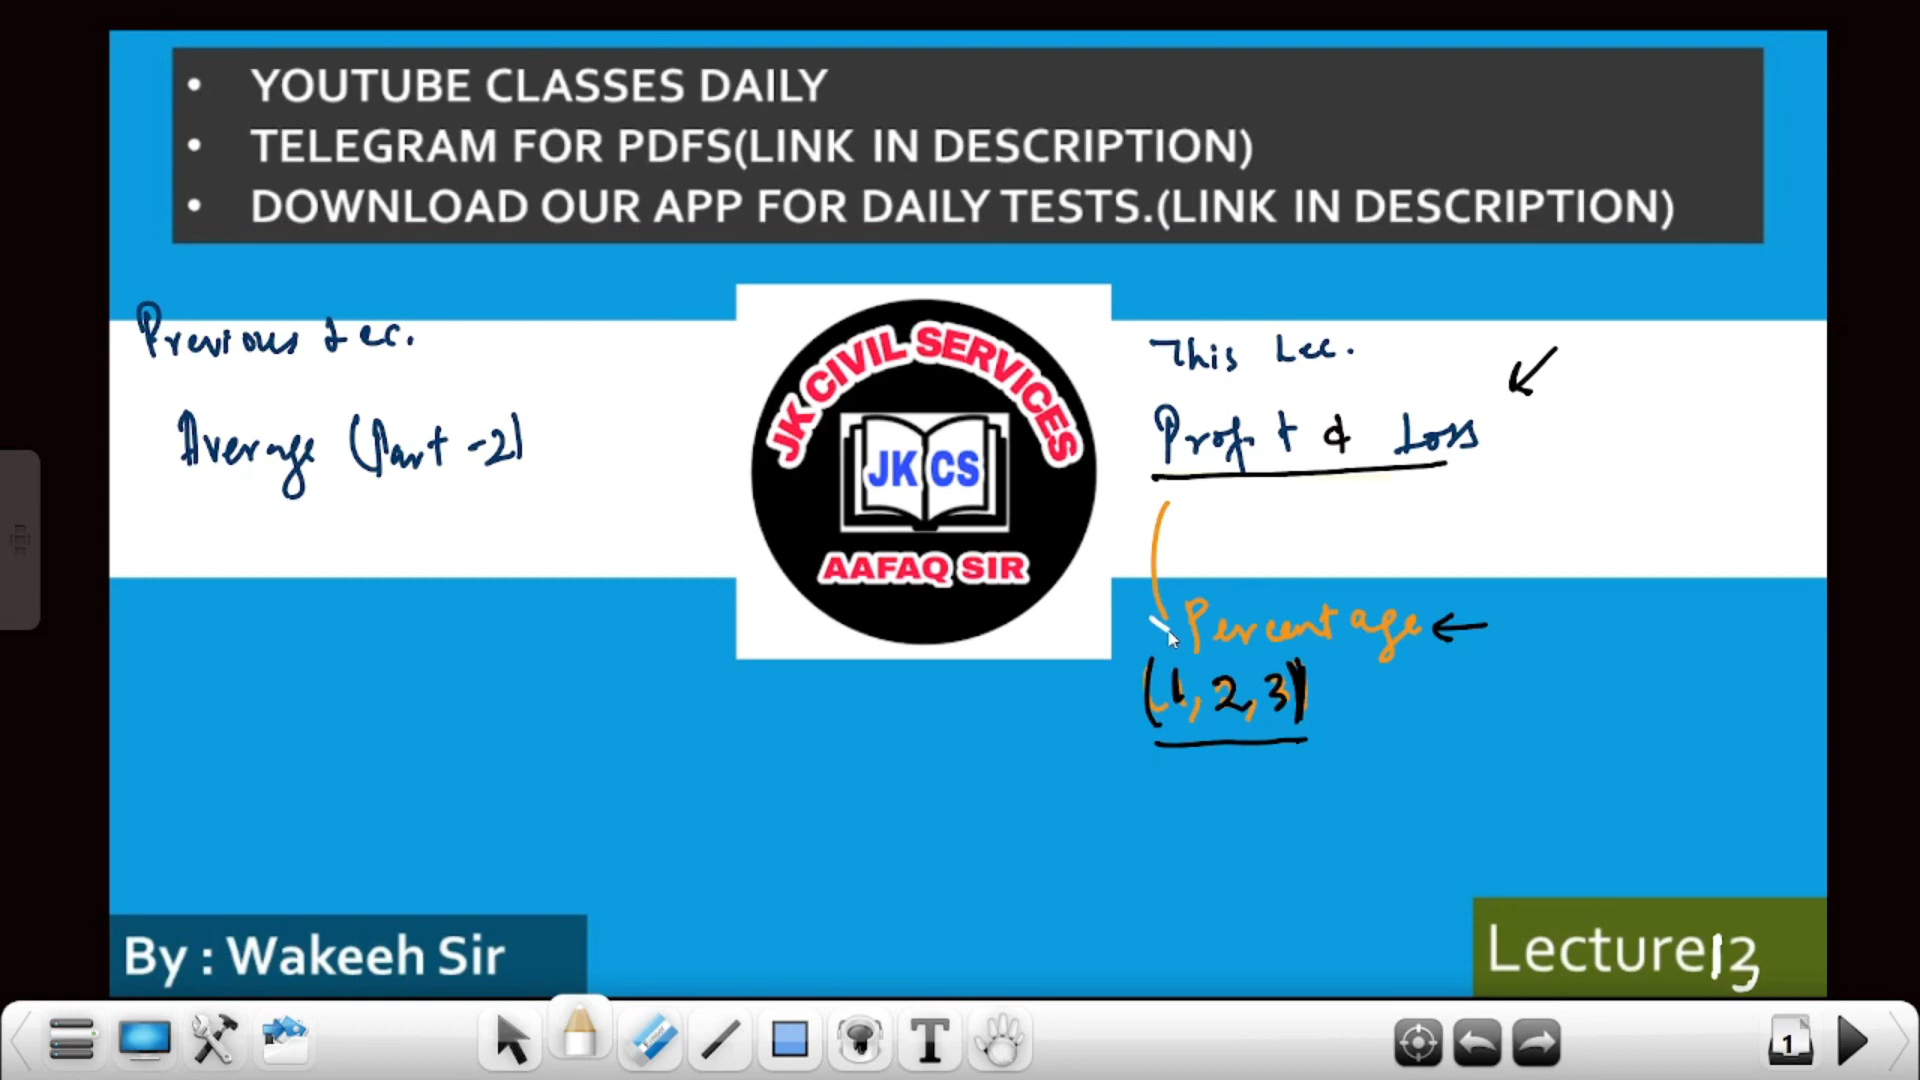 • YOUTUBE CLASSES DAILY
• TELEGRAM FOR PDFS(LINK IN DESCRIPTION)
• DOWNLOAD OUR APP FOR DAILY TESTS.(LINK IN DESCRIPTION)
Previous Lec.
Average (Part -2)
JK CIVIL SERVICES
JK CS
AAFAQ SIR
This Lec.
Profit & Loss
Percentage
(1, 2, 3)
By : Wakeeh Sir
Lecture13
T
1